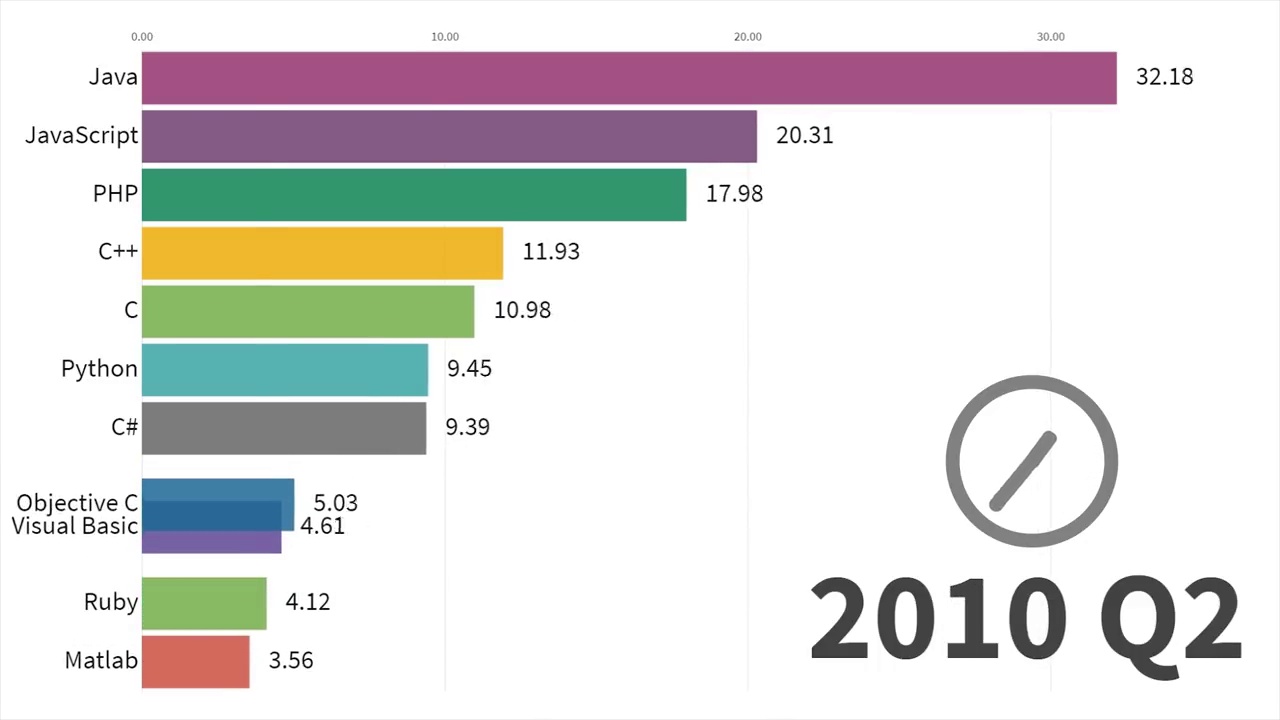 0.00 10.00 20.00 30.00
Java 32.18
JavaScript 20.31
PHP 17.98
C++ 11.93
C 10.98
Python 9.45
C# 9.39
Objective C 5.03
Visual Basic 4.61
Ruby 4.12
Matlab 3.56
2010 Q2